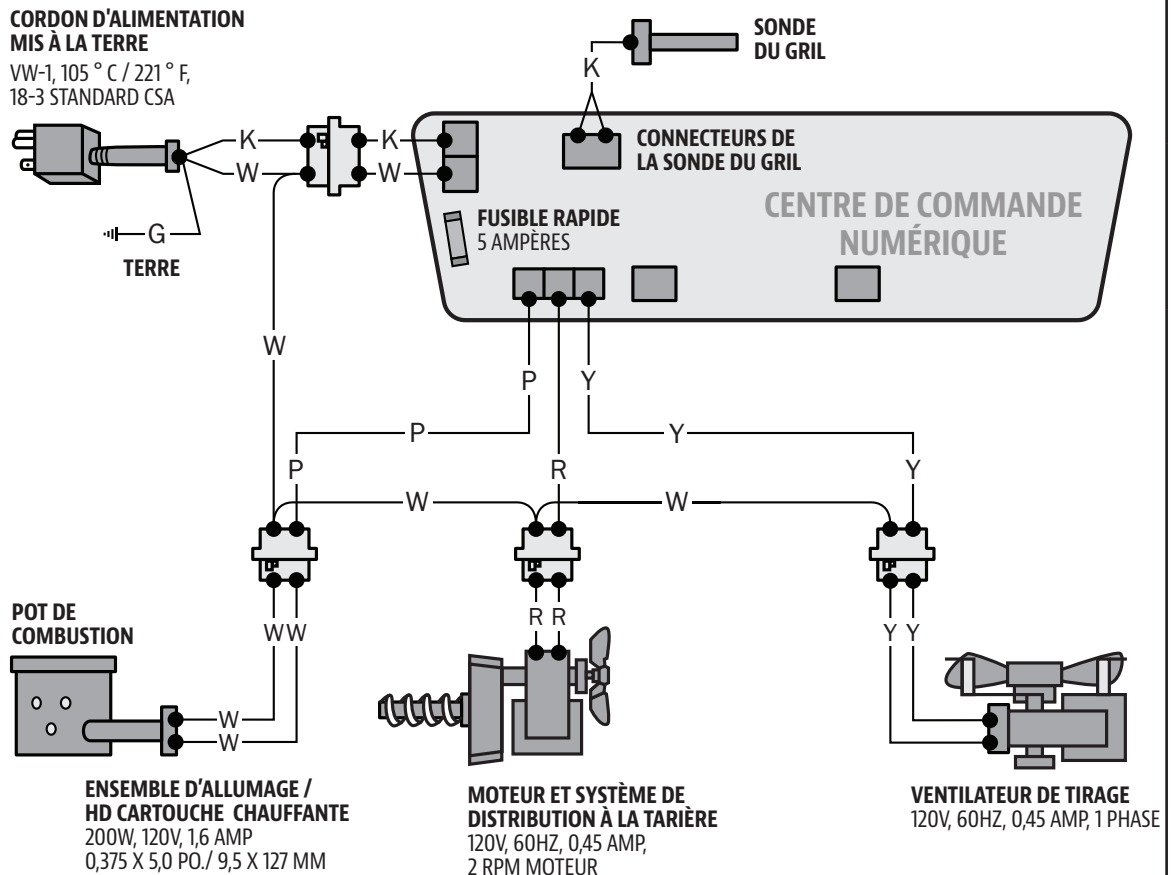 CORDON D'ALIMENTATION
MIS À LA TERRE
VW-1, 105 ° C / 221 ° F,
18-3 STANDARD CSA
SONDE
DU GRIL
K
K
K
W
W
CONNECTEURS DE
LA SONDE DU GRIL
CENTRE DE COMMANDE
NUMÉRIQUE
FUSIBLE RAPIDE
5 AMPÈRES
G
TERRE
W
P
Y
P
Y
P
R
Y
W
W
R R
W W
Y Y
POT DE
COMBUSTION
W
W
ENSEMBLE D'ALLUMAGE /
HD CARTOUCHE CHAUFFANTE
200W, 120V, 1,6 AMP
0,375 X 5,0 PO./ 9,5 X 127 MM
MOTEUR ET SYSTÈME DE
DISTRIBUTION À LA TARIÈRE
120V, 60HZ, 0,45 AMP,
2 RPM MOTEUR
VENTILATEUR DE TIRAGE
120V, 60HZ, 0,45 AMP, 1 PHASE